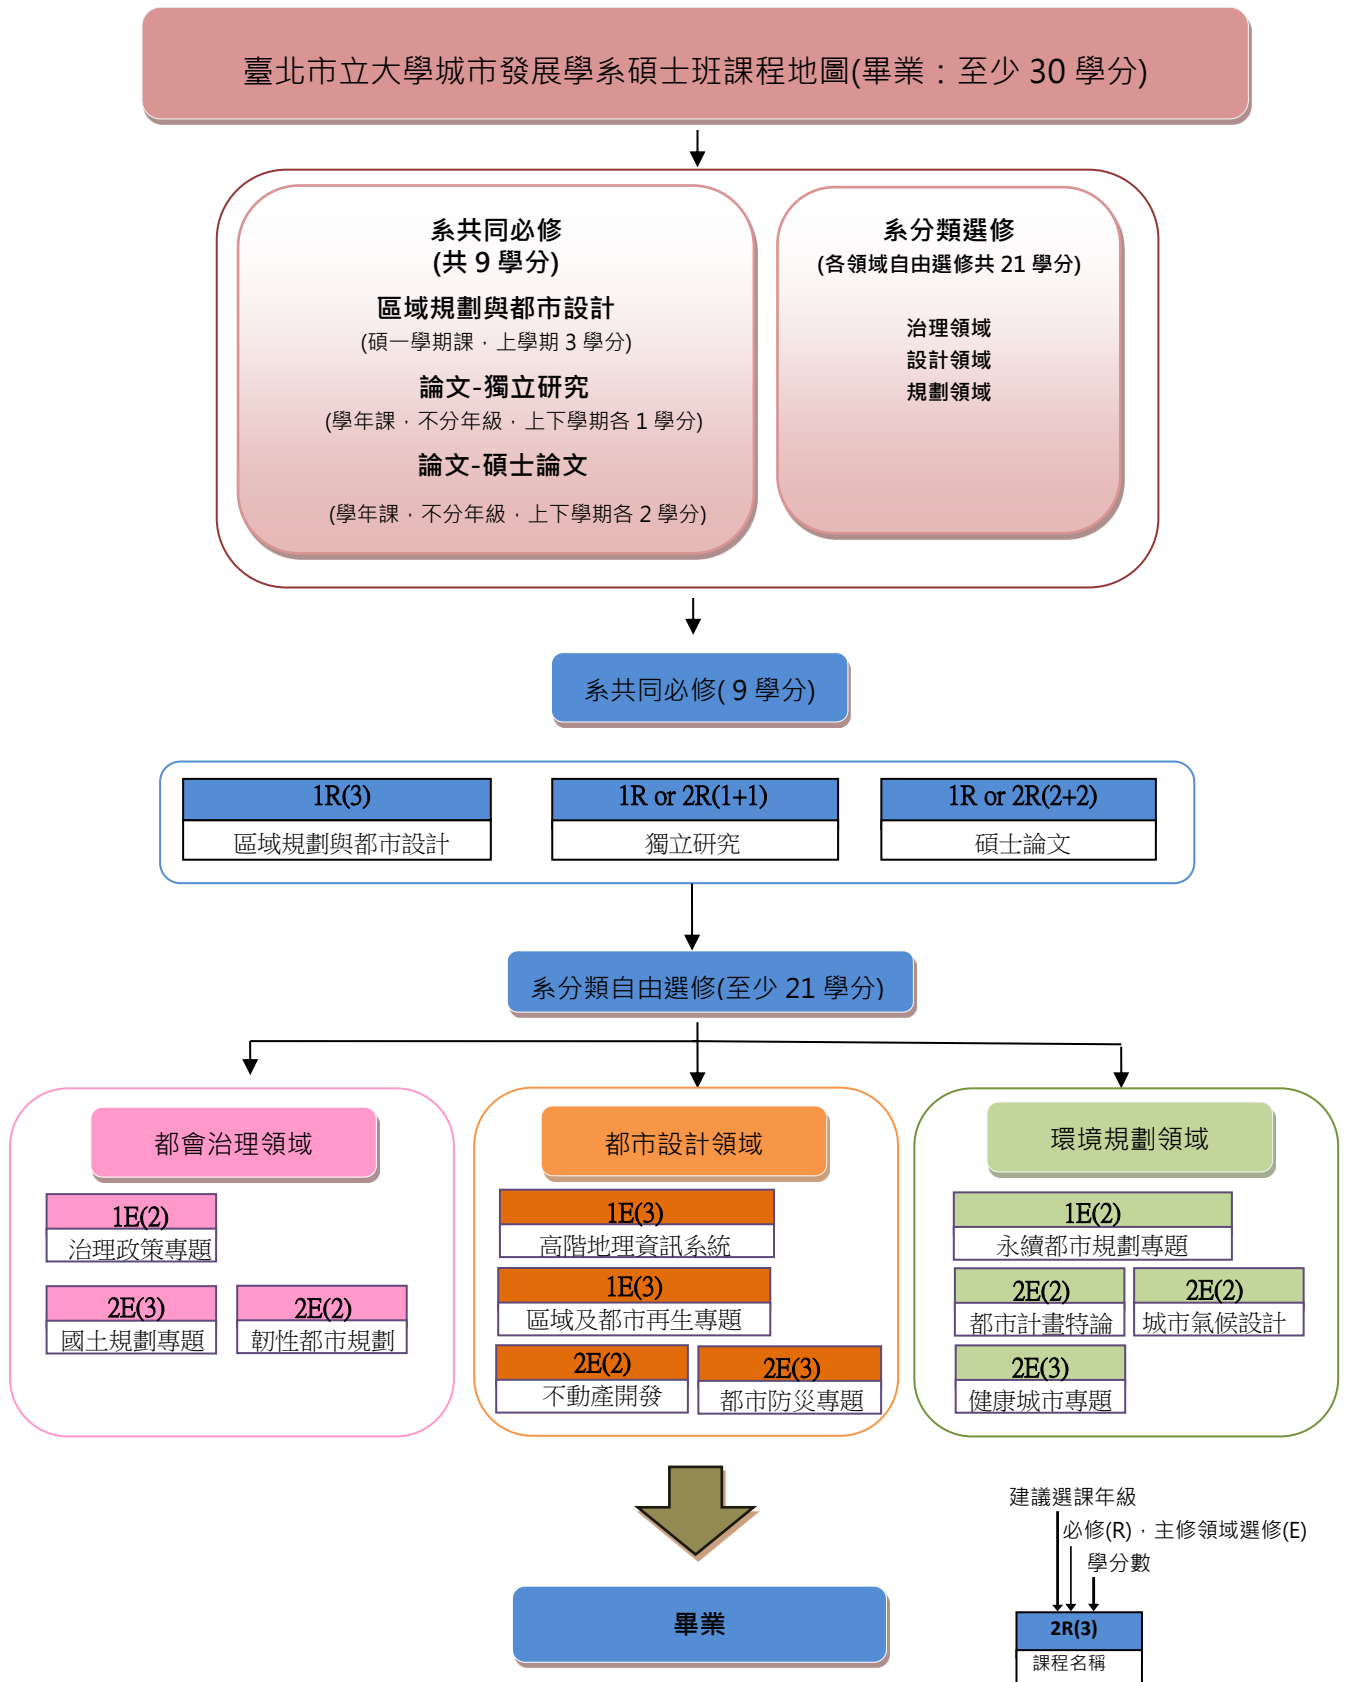 臺北市立大學城市發展學系碩士班課程地圖(畢業：至少 30 學分)
系共同必修
(共 9 學分)
區域規劃與都市設計
(碩一學期課，上學期 3 學分)
論文-獨立研究
(學年課，不分年級，上下學期各 1 學分)
論文-碩士論文
(學年課，不分年級，上下學期各 2 學分)
系分類選修
(各領域自由選修共 21 學分)
治理領域
設計領域
規劃領域
系共同必修( 9 學分)
1R(3)
區域規劃與都市設計
1R or 2R(1+1)
獨立研究
1R or 2R(2+2)
碩士論文
系分類自由選修(至少 21 學分)
都會治理領域
1E(2)
治理政策專題
2E(3)
國土規劃專題
2E(2)
韌性都市規劃
都市設計領域
1E(3)
高階地理資訊系統
1E(3)
區域及都市再生專題
2E(2)
不動產開發
2E(3)
都市防災專題
環境規劃領域
1E(2)
永續都市規劃專題
2E(2)
都市計畫特論
2E(2)
城市氣候設計
2E(3)
健康城市專題
畢業
建議選課年級
必修(R)，主修領域選修(E)
學分數
2R(3)
課程名稱